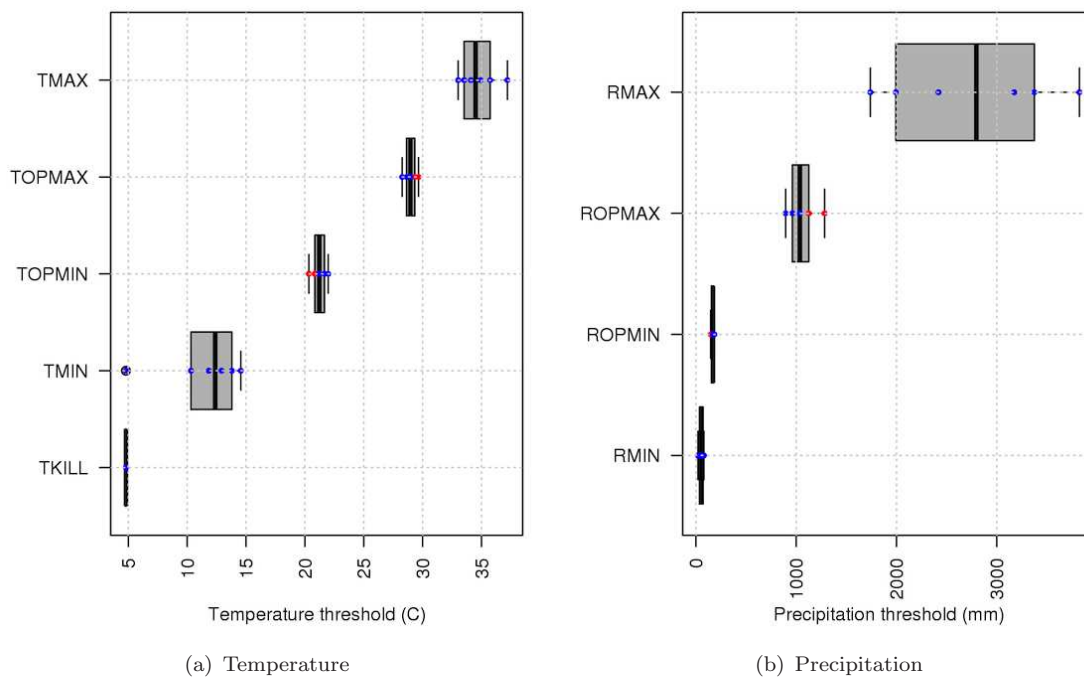 TMAX
TOPMAX
TOPMIN
TMIN
TKILL
5 10 15 20 25 30 35
Temperature threshold (C)
(a) Temperature
RMAX
ROPMAX
ROPMIN
RMIN
0 1000 2000 3000
Precipitation threshold (mm)
(b) Precipitation